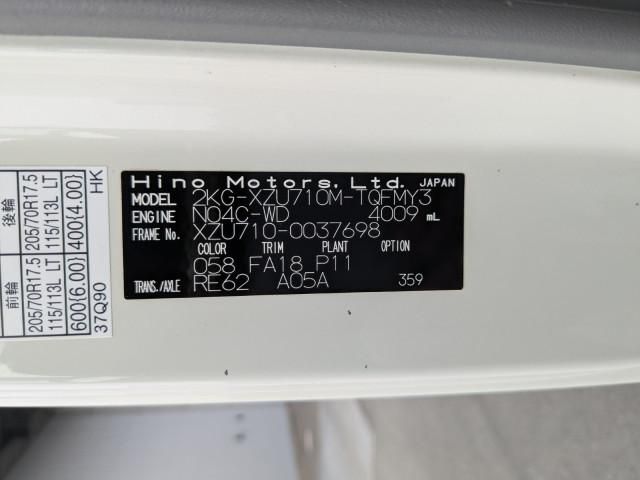 Hino Motors, Ltd. JAPAN
MODEL 2KG-XZU710M-TQFMY3
ENGINE N04C-WD 4009 mL
FRAME No. XZU710-0037698
COLOR TRIM PLANT OPTION
058 FA18 P11
TRANS./AXLE RE62 A05A 359
前輪 後輪
205/70R17.5 205/70R17.5
115/113L LT 115/113L LT
600{6.00} 400{4.00}
37Q90 HK